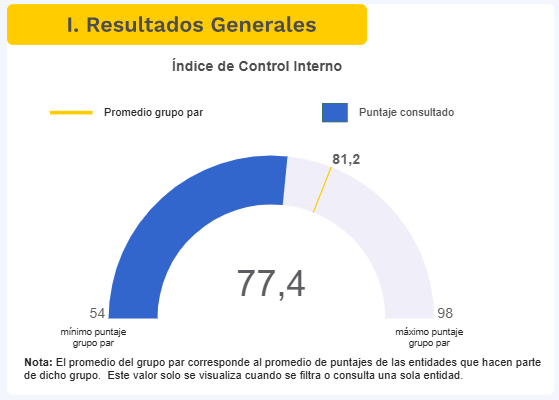 I. Resultados Generales
Índice de Control Interno
Promedio grupo par
Puntaje consultado
81,2
77,4
54
98
mínimo puntaje
grupo par
máximo puntaje
grupo par
Nota: El promedio del grupo par corresponde al promedio de puntajes de las entidades que hacen parte
de dicho grupo. Este valor solo se visualiza cuando se filtra o consulta una sola entidad.